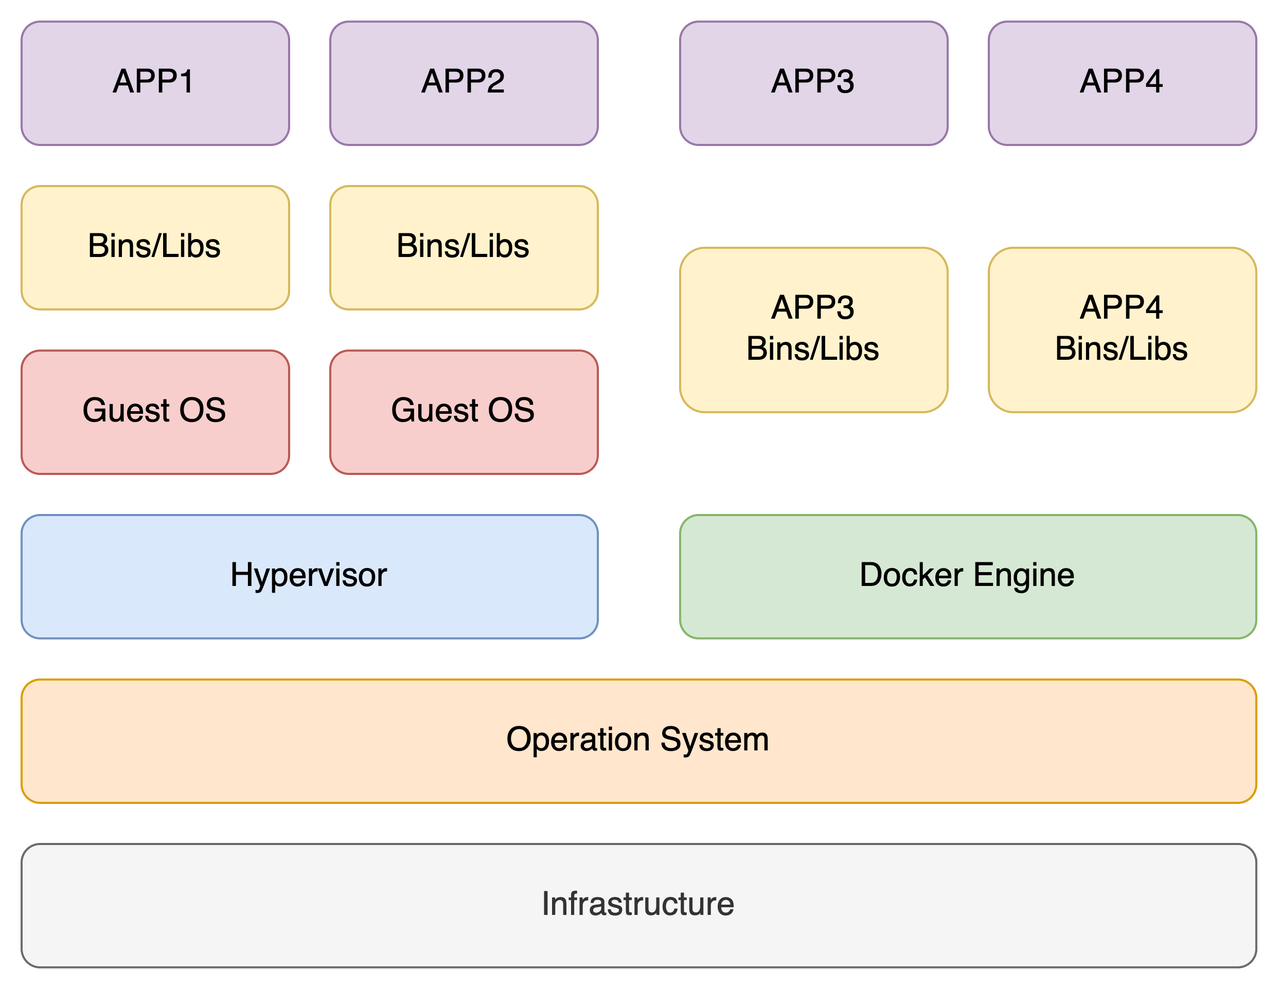 APP1
APP2
APP3
APP4
Bins/Libs
Bins/Libs
APP3
Bins/Libs
APP4
Bins/Libs
Guest OS
Guest OS
Hypervisor
Docker Engine
Operation System
Infrastructure